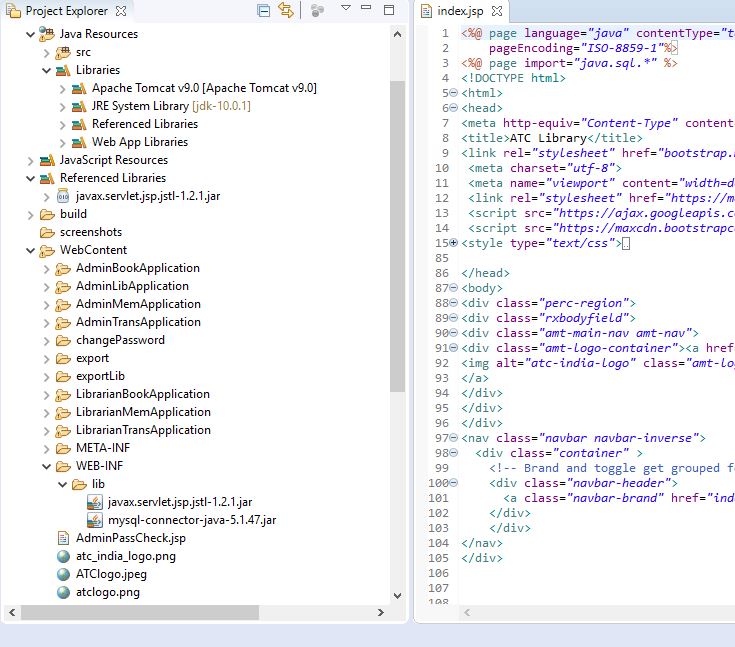 Project Explorer
Java Resources
src
Libraries
Apache Tomcat v9.0 [Apache Tomcat v9.0]
JRE System Library [jdk-10.0.1]
Referenced Libraries
Web App Libraries
JavaScript Resources
Referenced Libraries
javax.servlet.jsp.jstl-1.2.1.jar
build
screenshots
WebContent
AdminBookApplication
AdminLibApplication
AdminMemApplication
AdminTransApplication
changePassword
export
exportLib
LibrarianBookApplication
LibrarianMemApplication
LibrarianTransApplication
META-INF
WEB-INF
lib
javax.servlet.jsp.jstl-1.2.1.jar
mysql-connector-java-5.1.47.jar
AdminPassCheck.jsp
atc_india_logo.png
ATClogo.jpeg
atclogo.png
index.jsp
1 <%@ page language="java" contentType="t
2 pageEncoding="ISO-8859-1"%>
3 <%@ page import="java.sql.*" %>
4 <!DOCTYPE html>
5 <html>
6 <head>
7 <meta http-equiv="Content-Type" content
8 <title>ATC Library</title>
9 <link rel="stylesheet" href="bootstrap.
10 <meta charset="utf-8">
11 <meta name="viewport" content="width=d
12 <link rel="stylesheet" href="https://m
13 <script src="https://ajax.googleapis.c
14 <script src="https://maxcdn.bootstrapc
15 <style type="text/css">
85
86 </head>
87 <body>
88 <div class="perc-region">
89 <div class="rxbodyfield">
90 <div class="amt-main-nav amt-nav">
91 <div class="amt-logo-container"><a href
92 <img alt="atc-india-logo" class="amt-lo
93 </a>
94 </div>
95 </div>
96 </div>
97 <nav class="navbar navbar-inverse">
98 <div class="container" >
99 <!-- Brand and toggle get grouped f
100 <div class="navbar-header">
101 <a class="navbar-brand" href="ind
102 </div>
103 </div>
104 </nav>
105 </div>
106
107
108